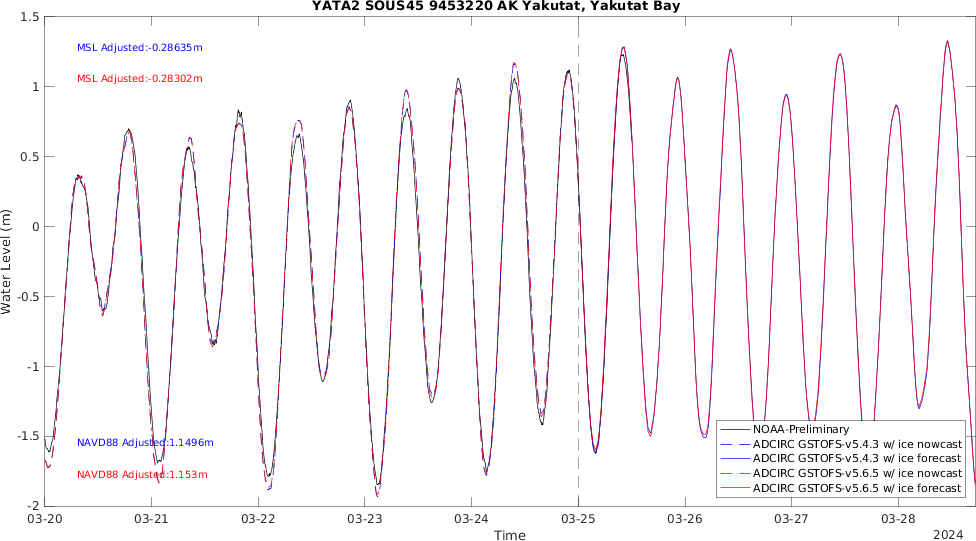 YATA2 SOUS45 9453220 AK Yakutat, Yakutat Bay
1.5
MSL Adjusted:-0.28635m
MSL Adjusted:-0.28302m
1
0.5
0
-0.5
-1
-1.5
-2
Water Level (m)
NAVD88 Adjusted:1.1496m
NAVD88 Adjusted:1.153m
NOAA-Preliminary
ADCIRC GSTOFS-v5.4.3 w/ ice nowcast
ADCIRC GSTOFS-v5.4.3 w/ ice forecast
ADCIRC GSTOFS-v5.6.5 w/ ice nowcast
ADCIRC GSTOFS-v5.6.5 w/ ice forecast
03-20 03-21 03-22 03-23 03-24 03-25 03-26 03-27 03-28
Time
2024